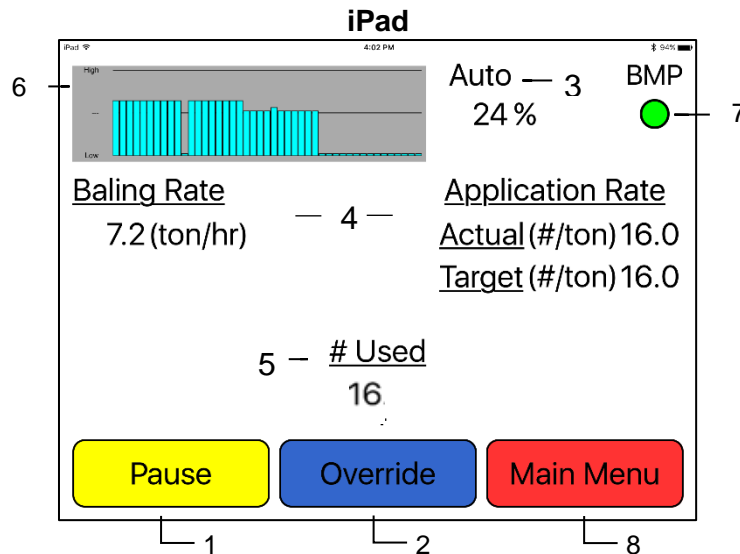 iPad
iPad 4:02 PM 94%
High
Low
Auto 3
24 %
BMP
6
7
Baling Rate
7.2 (ton/hr)
4
Application Rate
Actual (#/ton) 16.0
Target (#/ton) 16.0
5 # Used
16
Pause Override Main Menu
1 2 8